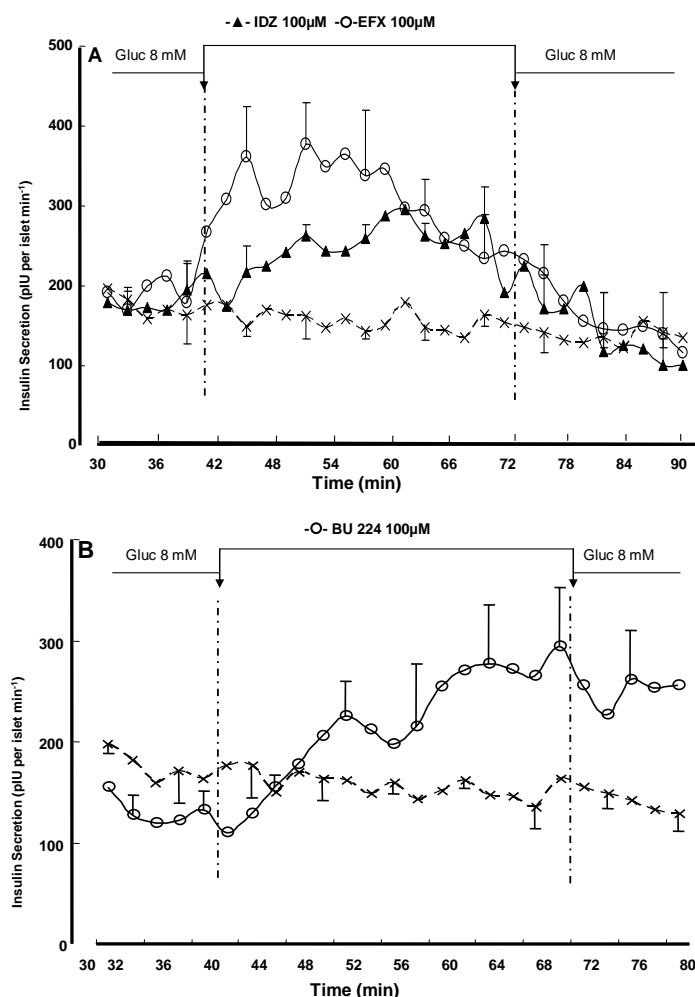 -▲- IDZ 100µM -O-EFX 100µM
A
Gluc 8 mM
Gluc 8 mM
500
400
300
200
100
0
Insulin Secretion (pIU per islet min⁻¹)
30 36 42 48 54 60 66 72 78 84 90
Time (min)
-O- BU 224 100µM
B
Gluc 8 mM
Gluc 8 mM
400
300
200
100
0
Insulin Secretion (pIU per islet min⁻¹)
30 32 36 40 44 48 52 56 60 64 68 72 76 80
Time (min)